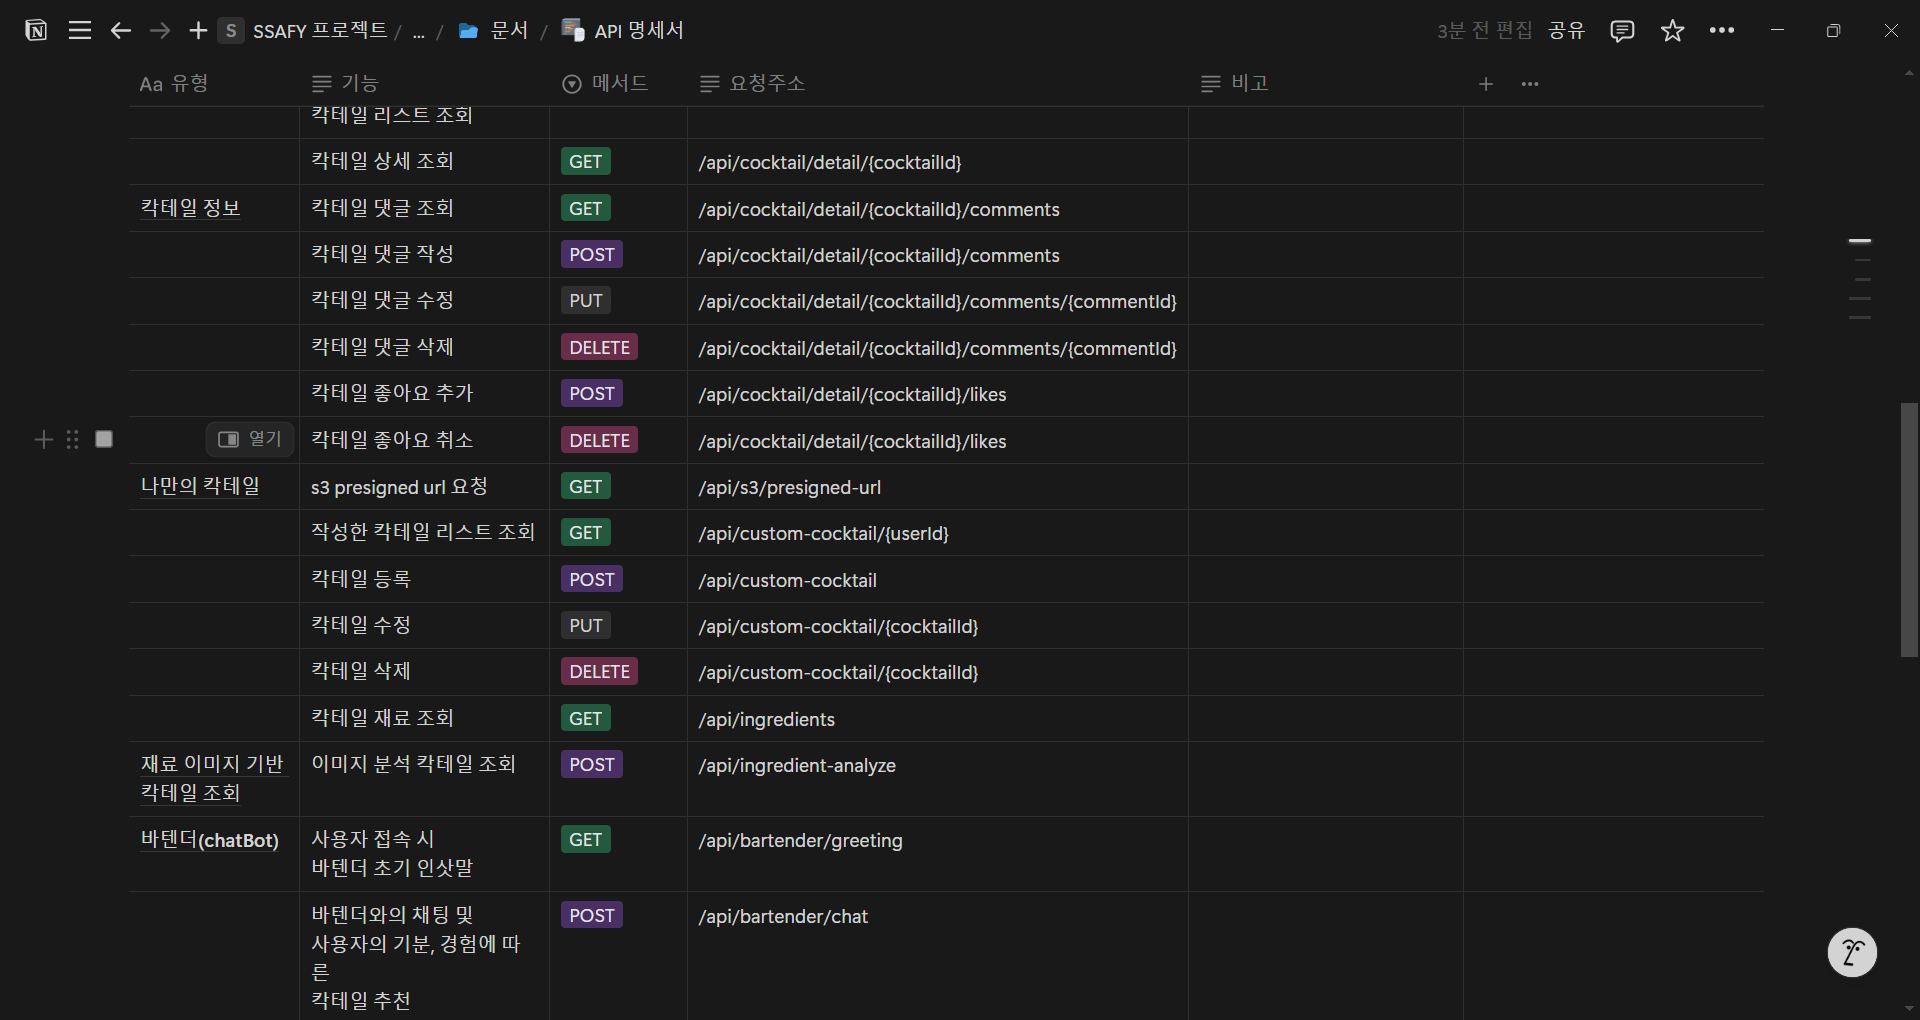 S SSAFY 프로젝트 / ... / 문서 / API 명세서
3분 전 편집 공유
Aa 유형 기능 메서드 요청주소 비고
칵테일 리스트 조회
칵테일 상세 조회 GET /api/cocktail/detail/{cocktailId}
칵테일 정보 칵테일 댓글 조회 GET /api/cocktail/detail/{cocktailId}/comments
칵테일 댓글 작성 POST /api/cocktail/detail/{cocktailId}/comments
칵테일 댓글 수정 PUT /api/cocktail/detail/{cocktailId}/comments/{commentId}
칵테일 댓글 삭제 DELETE /api/cocktail/detail/{cocktailId}/comments/{commentId}
칵테일 좋아요 추가 POST /api/cocktail/detail/{cocktailId}/likes
열기 칵테일 좋아요 취소 DELETE /api/cocktail/detail/{cocktailId}/likes
나만의 칵테일 s3 presigned url 요청 GET /api/s3/presigned-url
작성한 칵테일 리스트 조회 GET /api/custom-cocktail/{userId}
칵테일 등록 POST /api/custom-cocktail
칵테일 수정 PUT /api/custom-cocktail/{cocktailId}
칵테일 삭제 DELETE /api/custom-cocktail/{cocktailId}
칵테일 재료 조회 GET /api/ingredients
재료 이미지 기반 이미지 분석 칵테일 조회 POST /api/ingredient-analyze
칵테일 조회
바텐더(chatBot) 사용자 접속 시 GET /api/bartender/greeting
바텐더 초기 인삿말
바텐더와의 채팅 및 POST /api/bartender/chat
사용자의 기분, 경험에 따
른
칵테일 추천